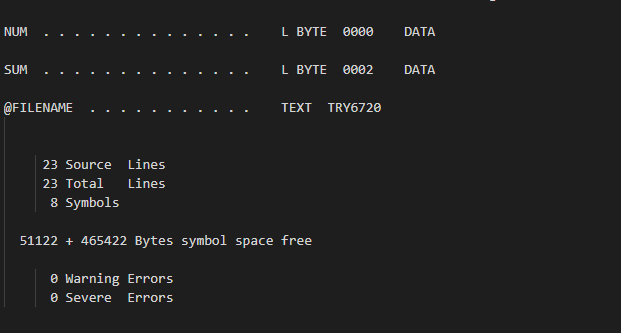 NUM . . . . . . . . . . . . . . L BYTE 0000 DATA
SUM . . . . . . . . . . . . . . L BYTE 0002 DATA
@FILENAME . . . . . . . . . . . TEXT TRY6720
23 Source Lines
23 Total Lines
8 Symbols
51122 + 465422 Bytes symbol space free
0 Warning Errors
0 Severe Errors